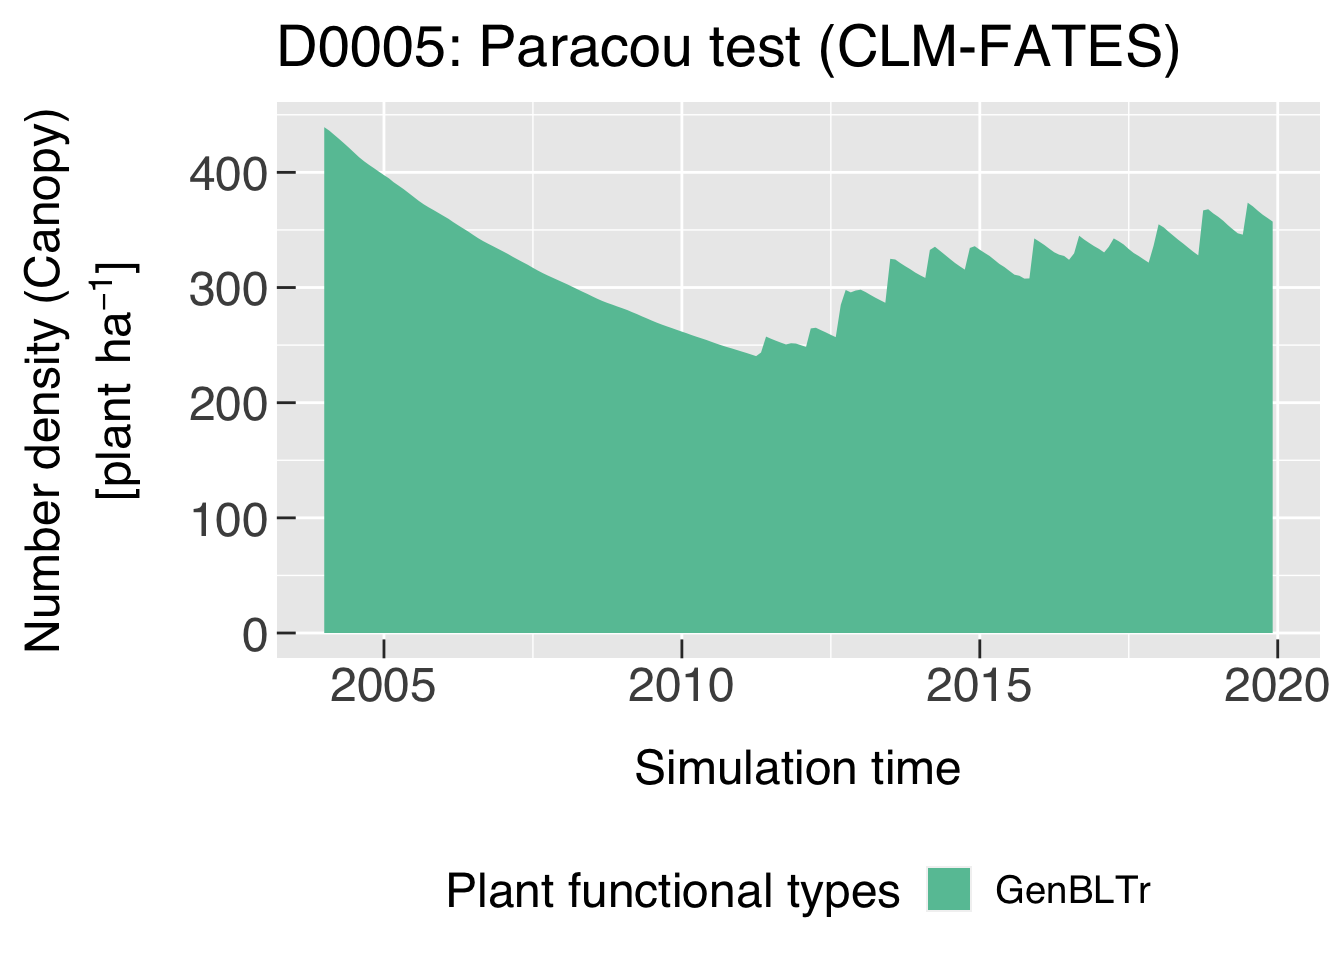 D0005: Paracou test (CLM-FATES)
Number density (Canopy)
[plant ha⁻¹]
400
300
200
100
0
2005 2010 2015 2020
Simulation time
Plant functional types GenBLTr